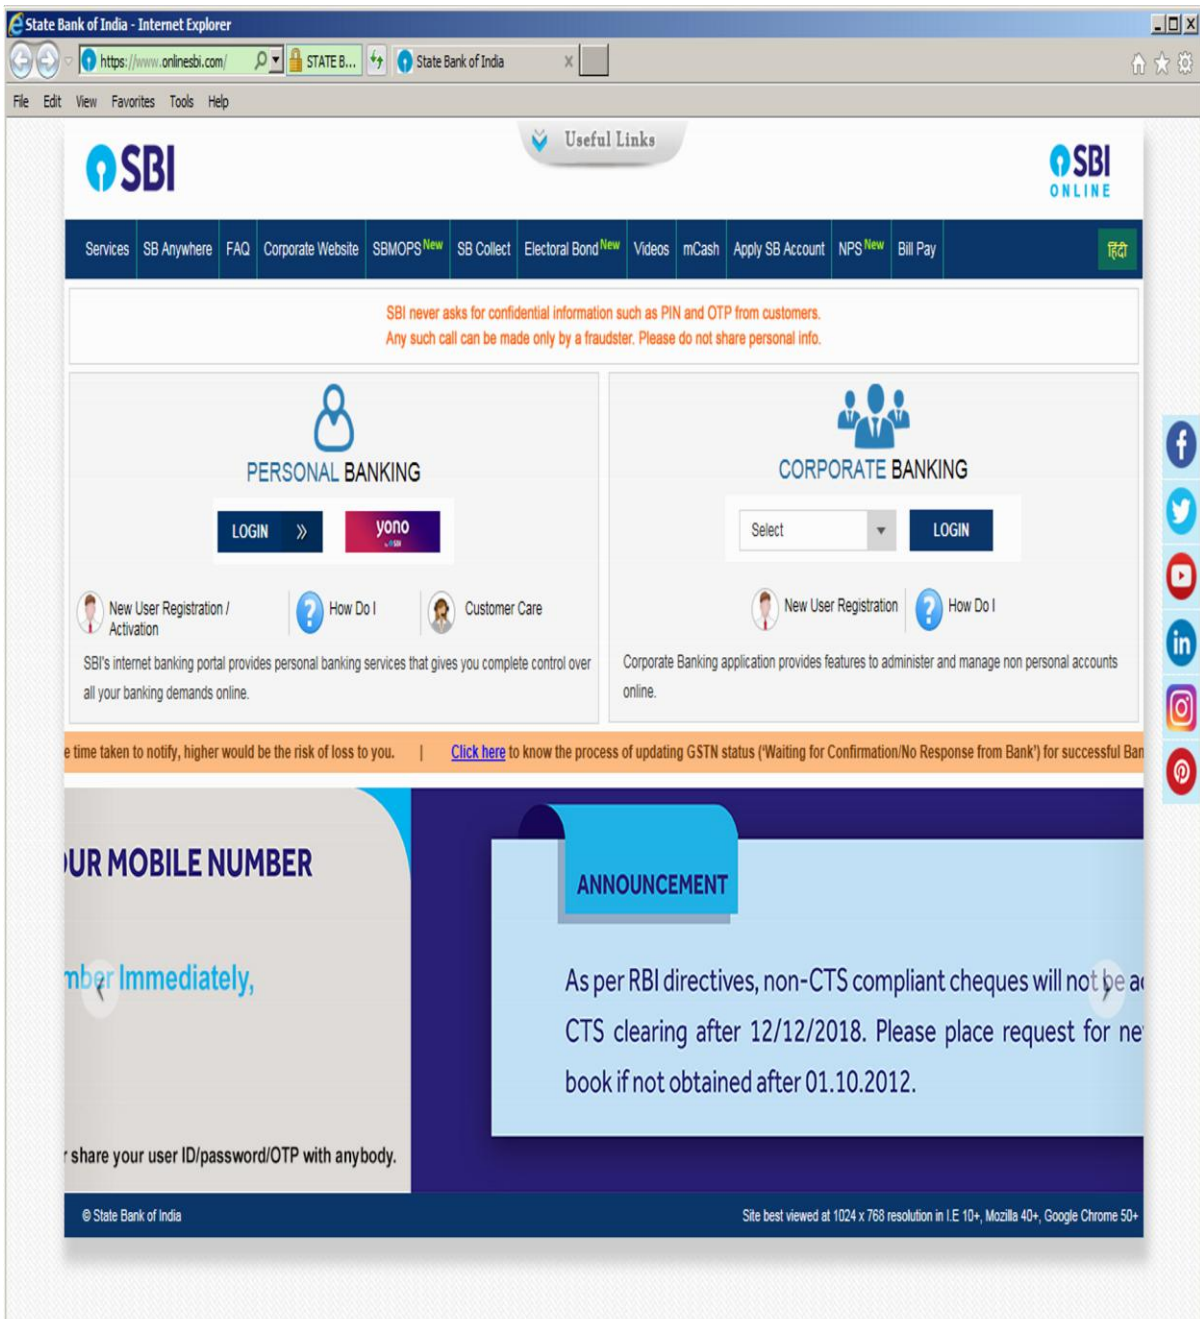 State Bank of India - Internet Explorer
https://www.onlinesbi.com/
STATE B...
State Bank of India
File Edit View Favorites Tools Help
Useful Links
SBI
SBI
ONLINE
Services SB Anywhere FAQ Corporate Website SBMOPS New SB Collect Electoral Bond New Videos mCash Apply SB Account NPS New Bill Pay हिंदी
SBI never asks for confidential information such as PIN and OTP from customers.
Any such call can be made only by a fraudster. Please do not share personal info.
PERSONAL BANKING
LOGIN »
yono
by SBI
New User Registration /
Activation
How Do I
Customer Care
SBI's internet banking portal provides personal banking services that gives you complete control over
all your banking demands online.
CORPORATE BANKING
Select
LOGIN
New User Registration
How Do I
Corporate Banking application provides features to administer and manage non personal accounts
online.
e time taken to notify, higher would be the risk of loss to you. | Click here to know the process of updating GSTN status ('Waiting for Confirmation/No Response from Bank') for successful Ban
OUR MOBILE NUMBER
mber Immediately,
r share your user ID/password/OTP with anybody.
ANNOUNCEMENT
As per RBI directives, non-CTS compliant cheques will not be ac
CTS clearing after 12/12/2018. Please place request for ne
book if not obtained after 01.10.2012.
© State Bank of India
Site best viewed at 1024 x 768 resolution in I.E 10+, Mozilla 40+, Google Chrome 50+